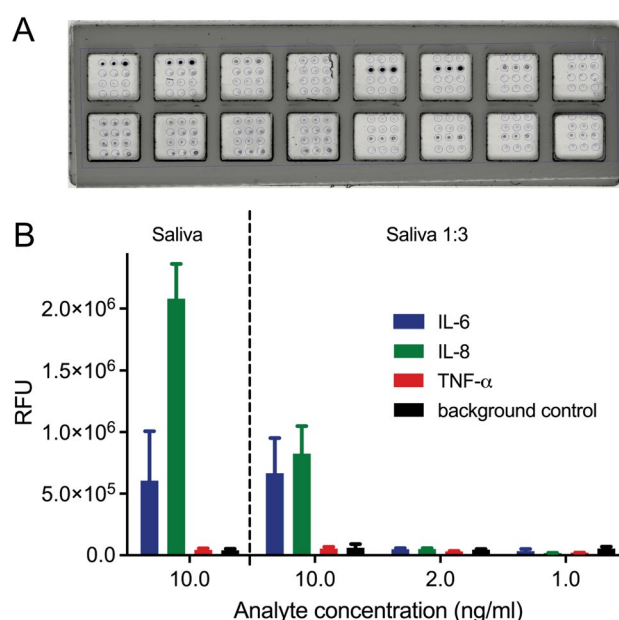 A
B
Saliva
Saliva 1:3
2.0×10⁶
1.5×10⁶
1.0×10⁶
5.0×10⁵
0.0
RFU
IL-6
IL-8
TNF-α
background control
10.0
10.0
2.0
1.0
Analyte concentration (ng/ml)